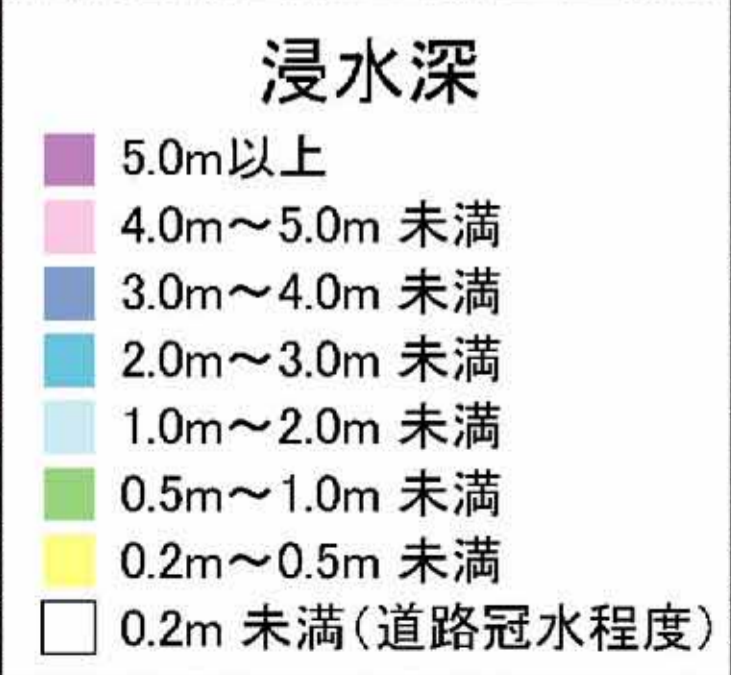 浸水深
5.0m以上
4.0m～5.0m 未満
3.0m～4.0m 未満
2.0m～3.0m 未満
1.0m～2.0m 未満
0.5m～1.0m 未満
0.2m～0.5m 未満
0.2m 未満(道路冠水程度)